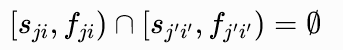 [s_{ji}, f_{ji}) ∩ [s_{j'i'}, f_{j'i'}) = ∅